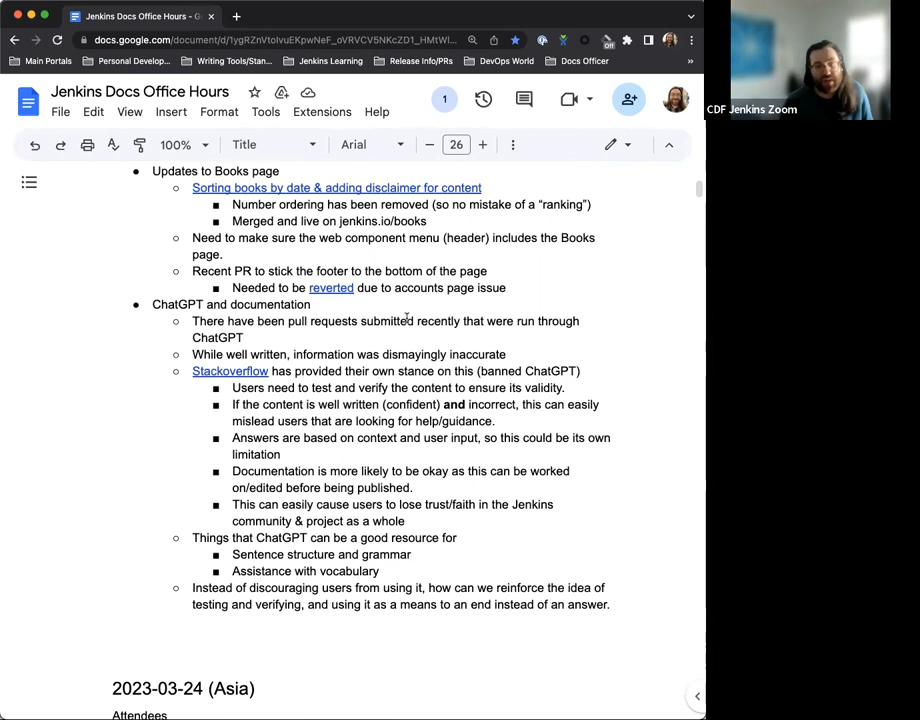 Jenkins Docs Office Hours - G
docs.google.com/document/d/1ygRZnVtoIvuEKpwNeF_oVRVCV5NKcZD1_HMtWl...
Off
Main Portals
Personal Develop...
Writing Tools/Stan...
Jenkins Learning
Release Info/PRs
DevOps World
Docs Officer
»
Jenkins Docs Office Hours
File Edit View Insert Format Tools Extensions Help
1
100% Title Arial 26
● Updates to Books page
○ Sorting books by date & adding disclaimer for content
■ Number ordering has been removed (so no mistake of a “ranking”)
■ Merged and live on jenkins.io/books
○ Need to make sure the web component menu (header) includes the Books
page.
○ Recent PR to stick the footer to the bottom of the page
■ Needed to be reverted due to accounts page issue
● ChatGPT and documentation
○ There have been pull requests submitted recently that were run through
ChatGPT
○ While well written, information was dismayingly inaccurate
○ Stackoverflow has provided their own stance on this (banned ChatGPT)
■ Users need to test and verify the content to ensure its validity.
■ If the content is well written (confident) and incorrect, this can easily
mislead users that are looking for help/guidance.
■ Answers are based on context and user input, so this could be its own
limitation
■ Documentation is more likely to be okay as this can be worked
on/edited before being published.
■ This can easily cause users to lose trust/faith in the Jenkins
community & project as a whole
○ Things that ChatGPT can be a good resource for
■ Sentence structure and grammar
■ Assistance with vocabulary
○ Instead of discouraging users from using it, how can we reinforce the idea of
testing and verifying, and using it as a means to an end instead of an answer.
2023-03-24 (Asia)
Attendees
CDF Jenkins Zoom